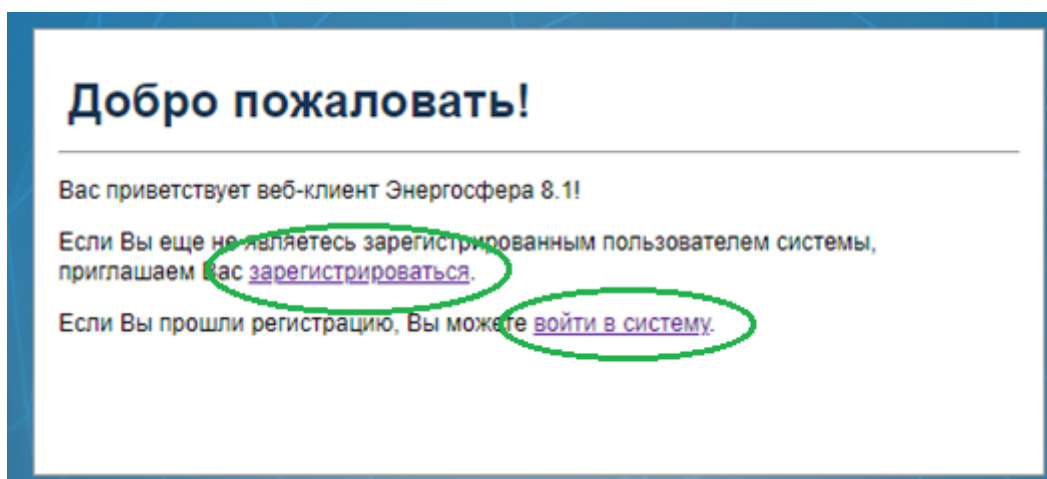 Добро пожаловать!
Вас приветствует веб-клиент Энергосфера 8.1!
Если Вы еще не являетесь зарегистрированным пользователем системы,
приглашаем Вас зарегистрироваться.
Если Вы прошли регистрацию, Вы можете войти в систему.